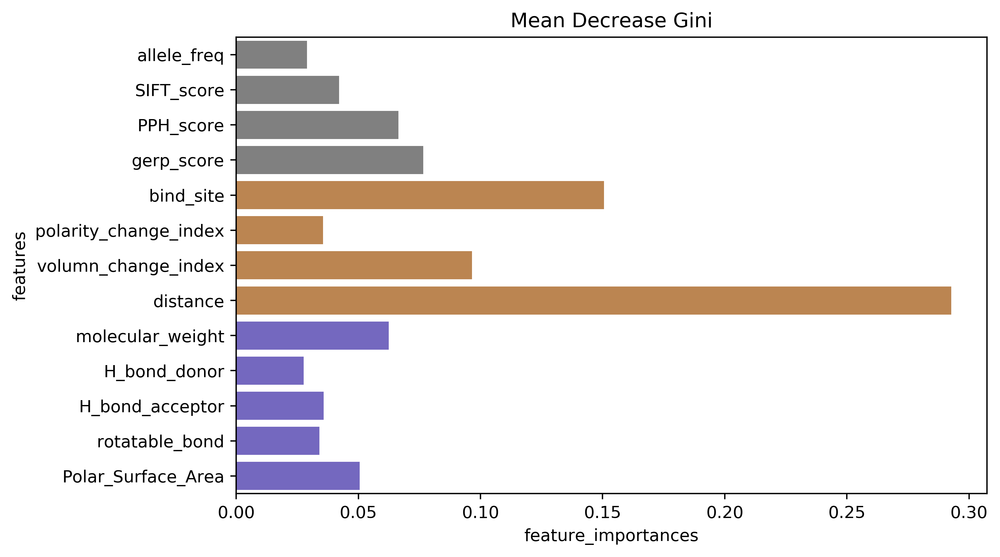 Mean Decrease Gini
allele_freq
SIFT_score
PPH_score
gerp_score
bind_site
polarity_change_index
volumn_change_index
distance
molecular_weight
H_bond_donor
H_bond_acceptor
rotatable_bond
Polar_Surface_Area
features
0.00 0.05 0.10 0.15 0.20 0.25 0.30
feature_importances